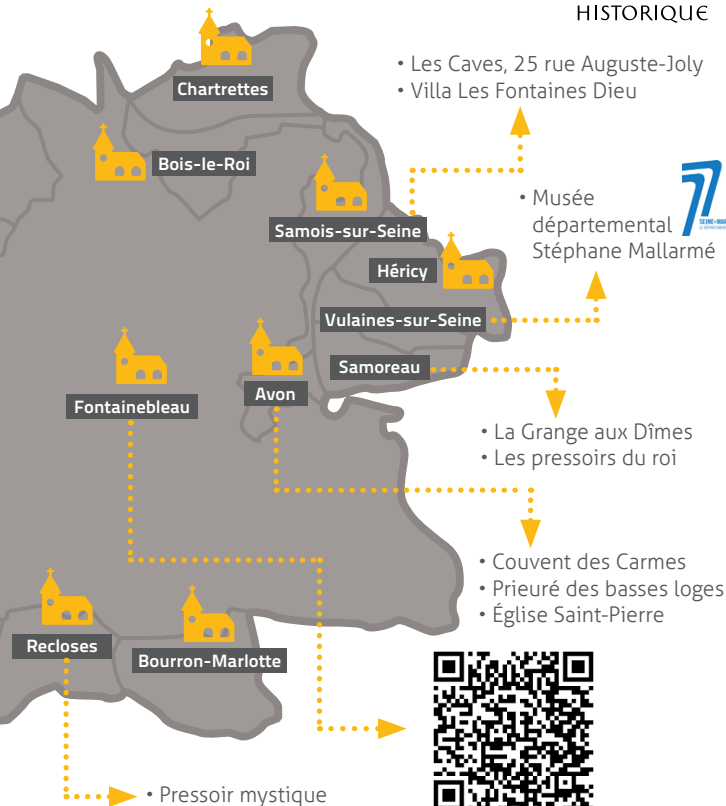 HISTORIQUE
• Les Caves, 25 rue Auguste-Joly
• Villa Les Fontaines Dieu
Chartrettes
Bois-le-Roi
• Musée
départemental
Stéphane Mallarmé
77
Samois-sur-Seine
Héricy
Vulaines-sur-Seine
Samoreau
Avon
Fontainebleau
• La Grange aux Dîmes
• Les pressoirs du roi
• Couvent des Carmes
• Prieuré des basses loges
• Église Saint-Pierre
Recloses
Bourron-Marlotte
• Pressoir mystique